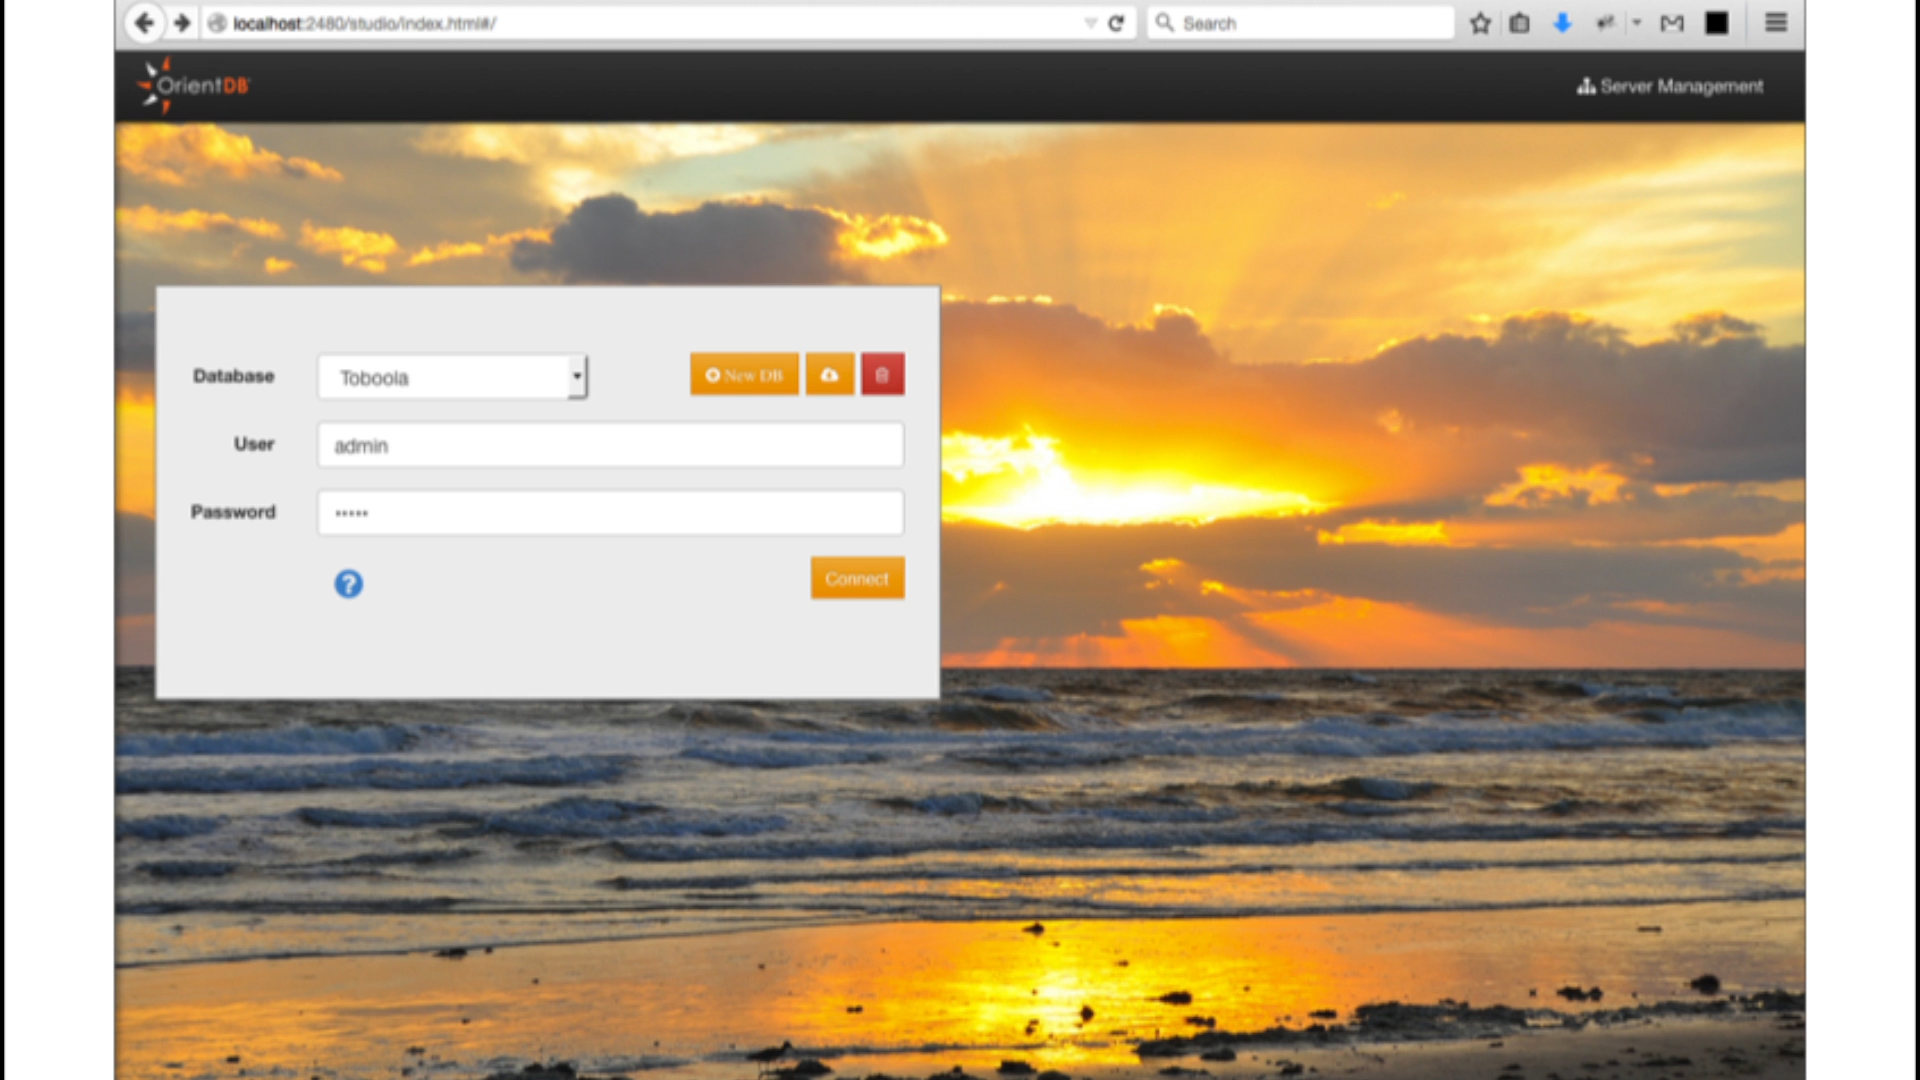 localhost:2480/studio/index.html#/
Search
OrientDB
Server Management
Database
Toboola
New DB
User
admin
Password
•••••
?
Connect